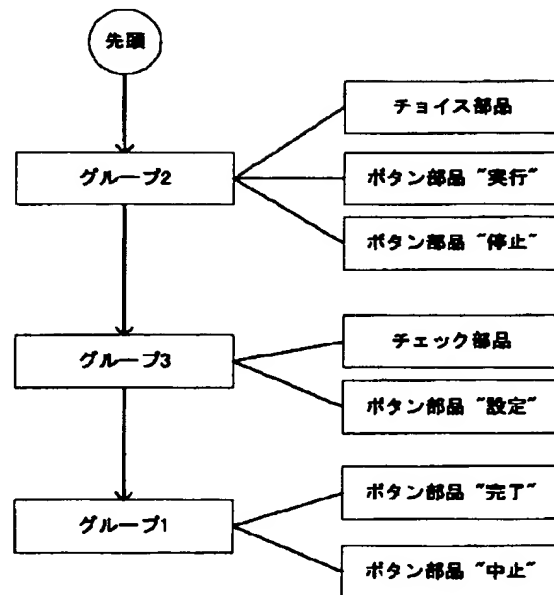 先頭
チョイス部品
グループ2
ボタン部品 “実行”
ボタン部品 “停止”
チェック部品
グループ3
ボタン部品 “設定”
ボタン部品 “完了”
グループ1
ボタン部品 “中止”